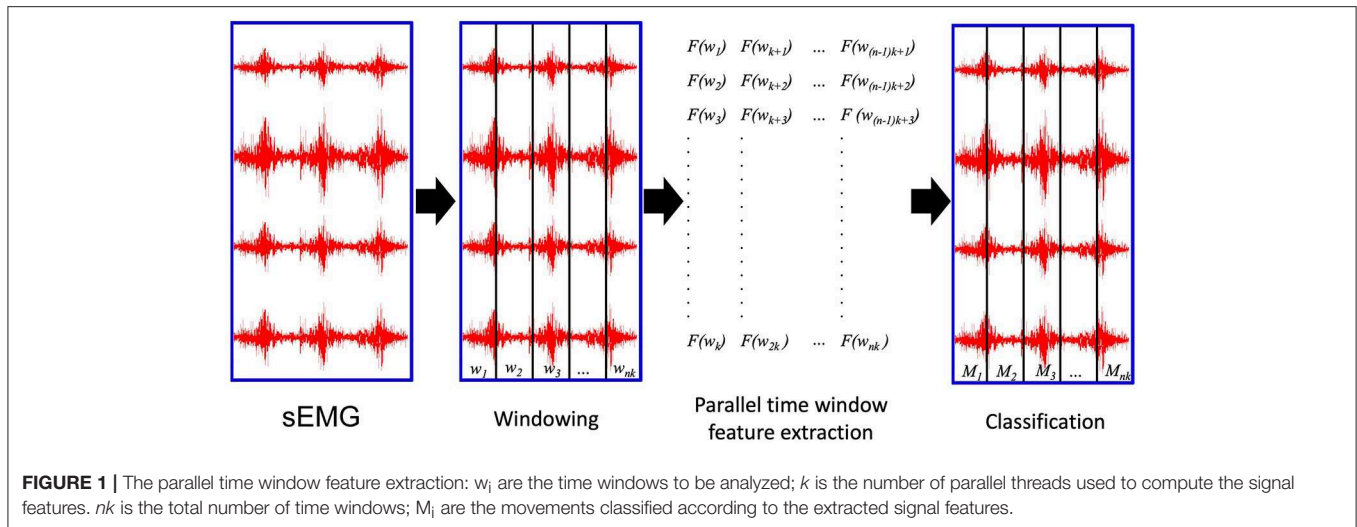 F(w1) F(wk+1) ... F(w(n-1)k+1)
F(w2) F(wk+2) ... F(w(n-1)k+2)
F(w3) F(wk+3) ... F (w(n-1)k+3)
F(wk) F(w2k) ... F(wnk)
w1 w2 w3 ... wnk
M1 M2 M3 ... Mnk
sEMG
Windowing
Parallel time window
feature extraction
Classification
FIGURE 1 | The parallel time window feature extraction: wi are the time windows to be analyzed; k is the number of parallel threads used to compute the signal
features. nk is the total number of time windows; Mi are the movements classified according to the extracted signal features.